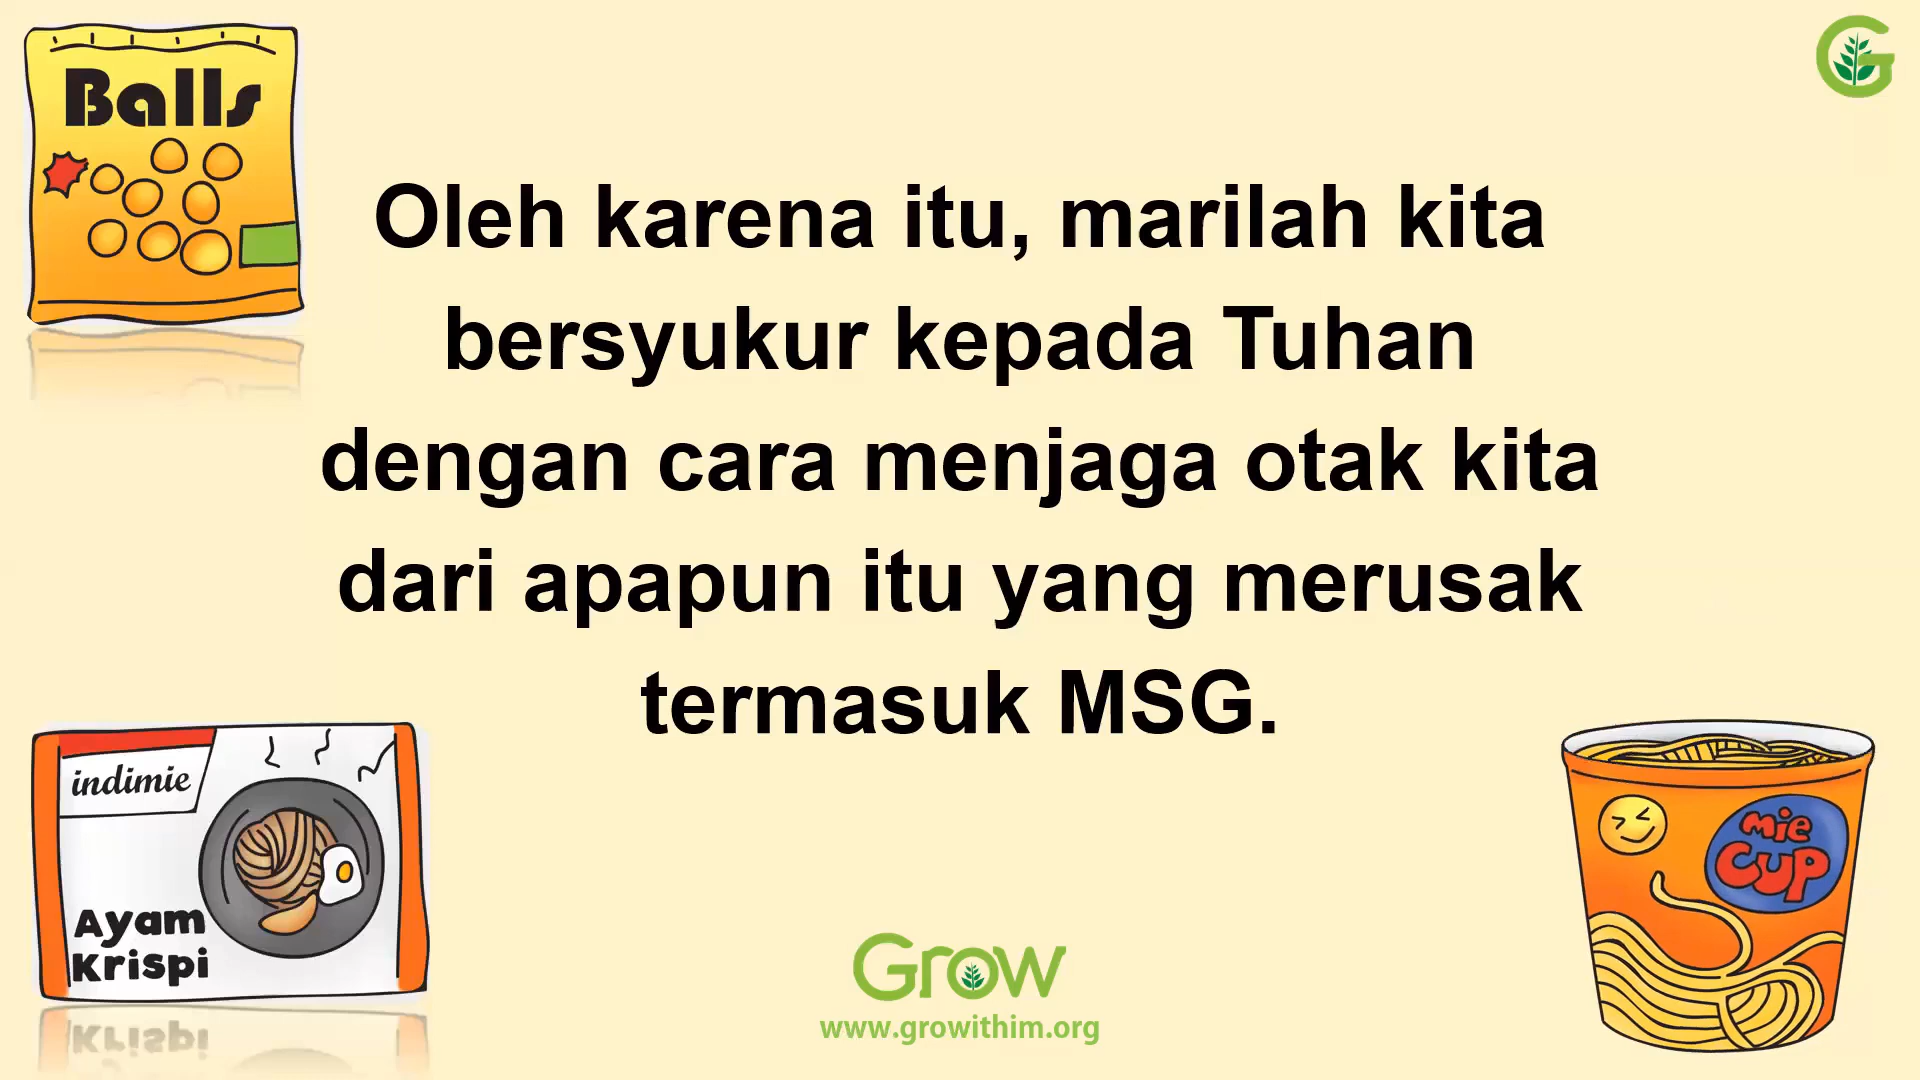 Balls
G
Oleh karena itu, marilah kita
bersyukur kepada Tuhan
dengan cara menjaga otak kita
dari apapun itu yang merusak
termasuk MSG.
indimie
Ayam
Krispi
mie
CUP
Grow
www.growithim.org